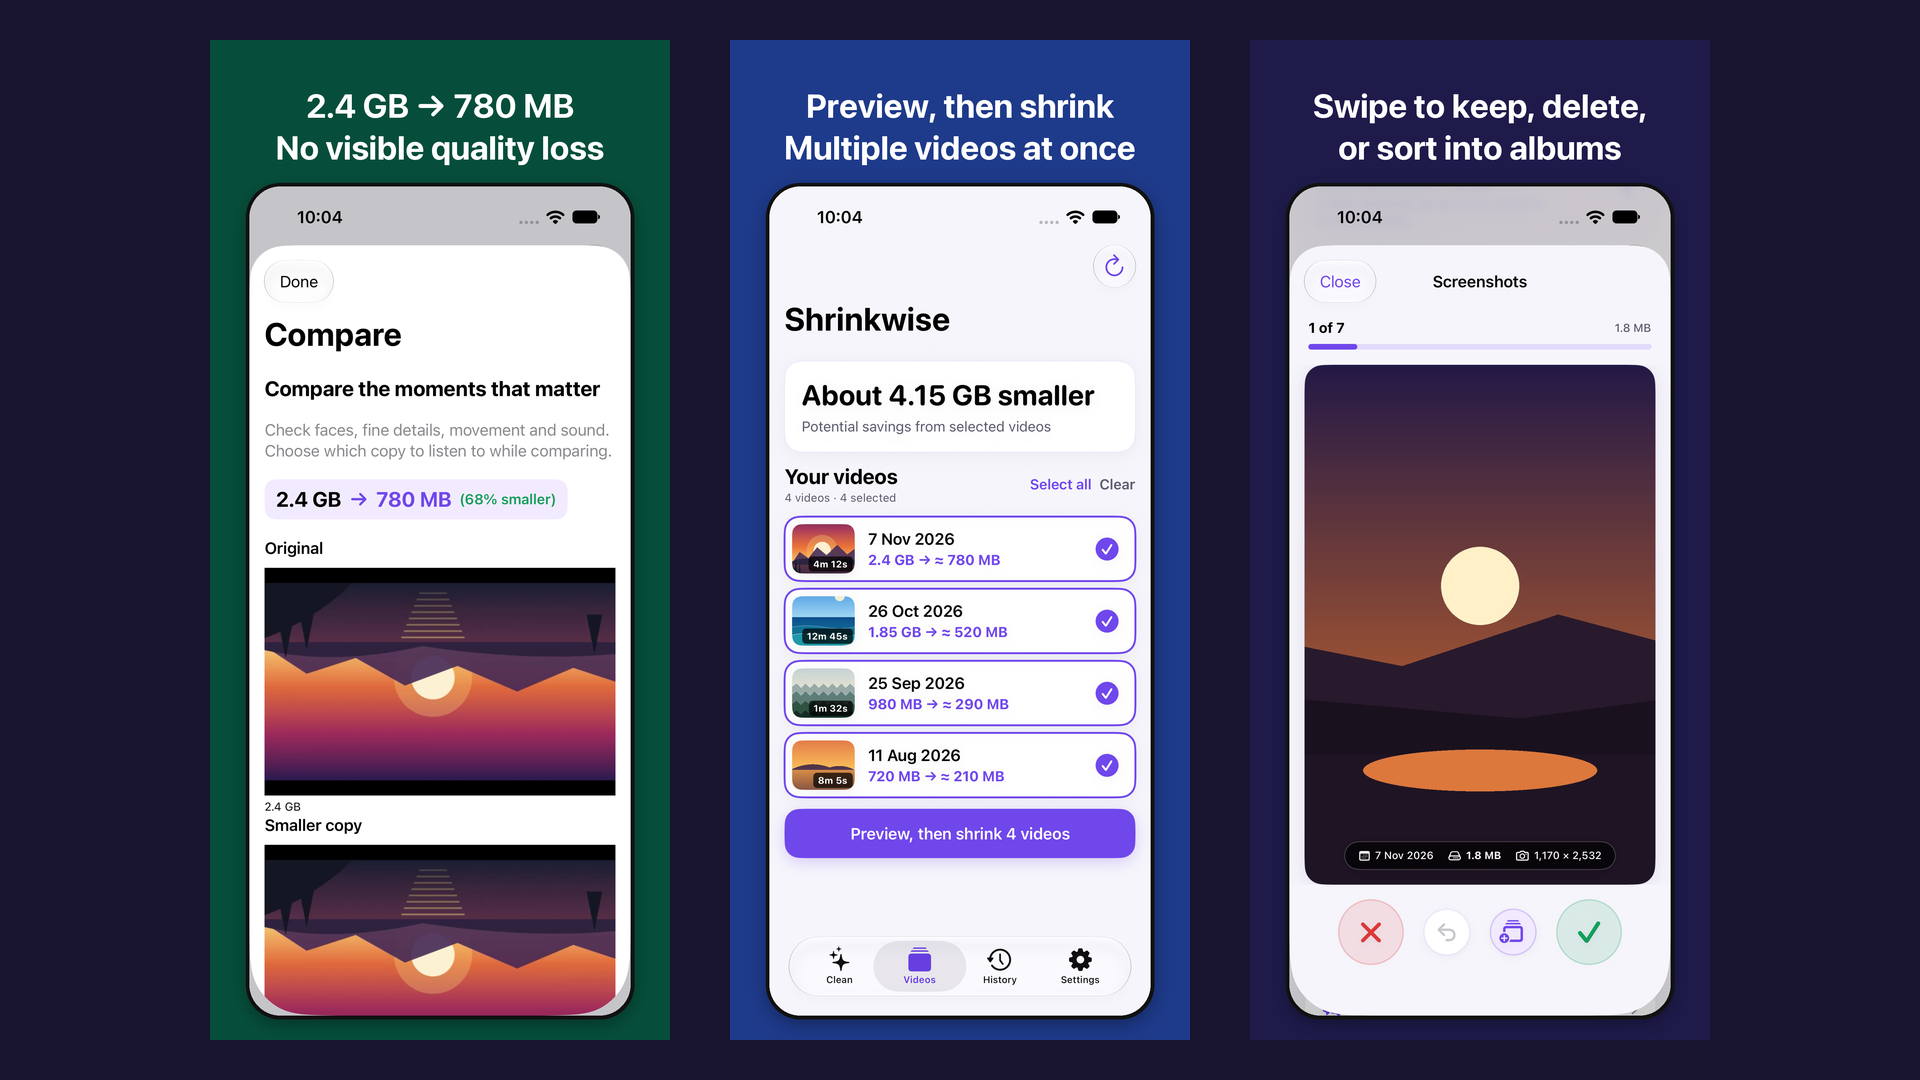 2.4 GB → 780 MB
No visible quality loss
10:04
Done
Compare
Compare the moments that matter
Check faces, fine details, movement and sound.
Choose which copy to listen to while comparing.
2.4 GB → 780 MB (68% smaller)
Original
2.4 GB
Smaller copy
Preview, then shrink
Multiple videos at once
10:04
Shrinkwise
About 4.15 GB smaller
Potential savings from selected videos
Your videos
4 videos · 4 selected
Select all Clear
4m 12s
7 Nov 2026
2.4 GB → ≈ 780 MB
12m 45s
26 Oct 2026
1.85 GB → ≈ 520 MB
1m 32s
25 Sep 2026
980 MB → ≈ 290 MB
8m 5s
11 Aug 2026
720 MB → ≈ 210 MB
Preview, then shrink 4 videos
Clean Videos History Settings
Swipe to keep, delete,
or sort into albums
10:04
Close Screenshots
1 of 7 1.8 MB
7 Nov 2026 1.8 MB 1,170 × 2,532